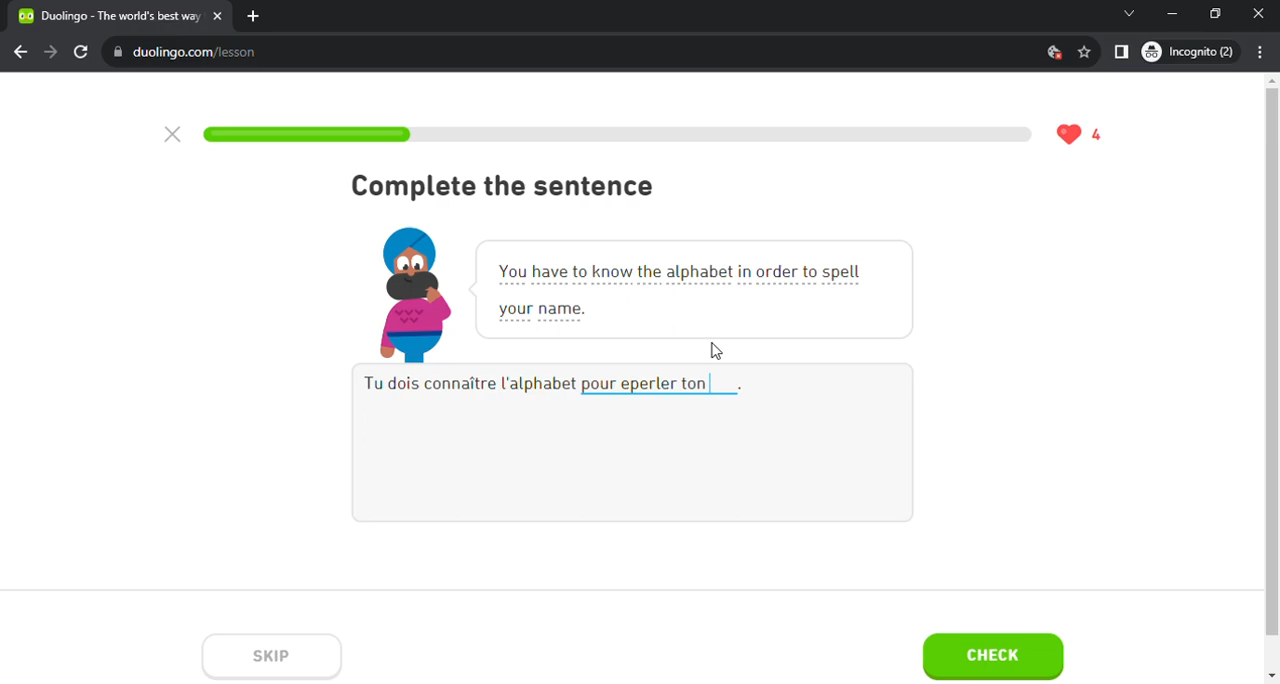 Duolingo - The world's best way
duolingo.com/lesson
Incognito (2)
4
Complete the sentence
You have to know the alphabet in order to spell
your name.
Tu dois connaître l'alphabet pour eperler ton .
SKIP
CHECK